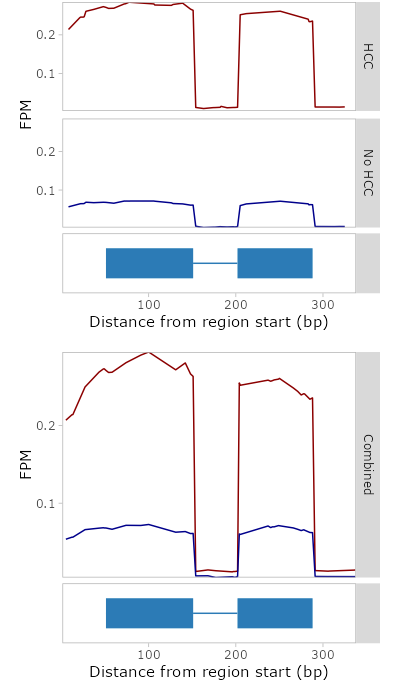 0.2
0.1
HCC
FPM
0.2
0.1
No HCC
100 200 300
Distance from region start (bp)
0.2
0.1
FPM
Combined
100 200 300
Distance from region start (bp)